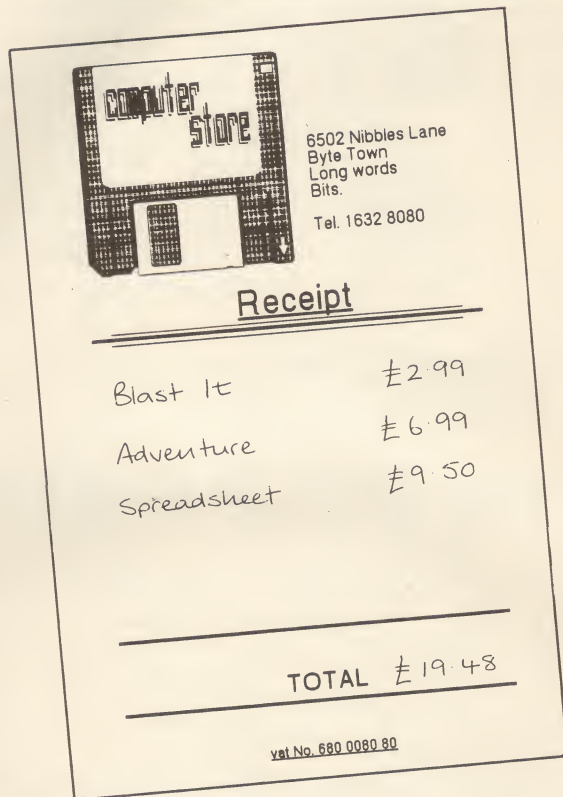 computer
store
6502 Nibbles Lane
Byte Town
Long words
Bits.
Tel. 1632 8080
Receipt
Blast It £2.99
Adventure £6.99
Spreadsheet £9.50
TOTAL £19.48
vat No. 680 0080 80